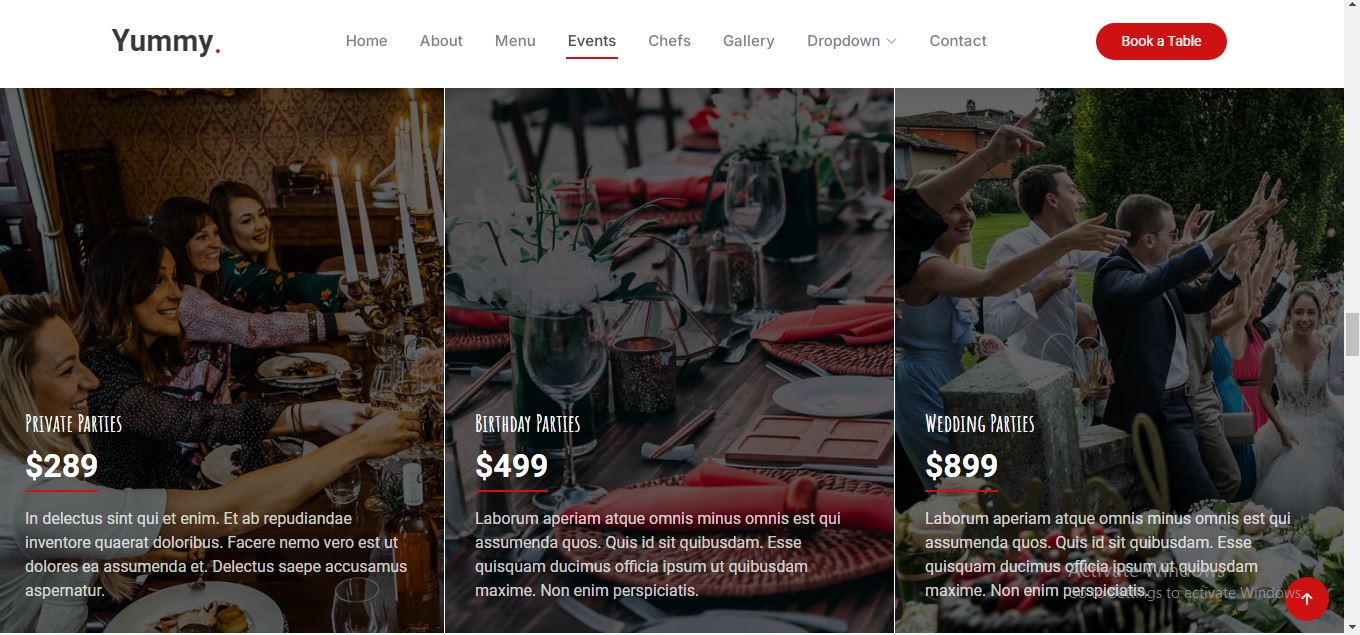 Yummy.
Home About Menu Events Chefs Gallery Dropdown Contact
Book a Table
Private Parties
$289
In delectus sint qui et enim. Et ab repudiandae
inventore quaerat doloribus. Facere nemo vero est ut
dolores ea assumenda et. Delectus saepe accusamus
aspernatur.
Birthday Parties
$499
Laborum aperiam atque omnis minus omnis est qui
assumenda quos. Quis id sit quibusdam. Esse
quisquam ducimus officia ipsum ut quibusdam
maxime. Non enim perspiciatis.
Wedding Parties
$899
Laborum aperiam atque omnis minus omnis est qui
assumenda quos. Quis id sit quibusdam. Esse
quisquam ducimus officia ipsum ut quibusdam
maxime. Non enim perspiciatis.
Activate Windows
Go to Settings to activate Windows.